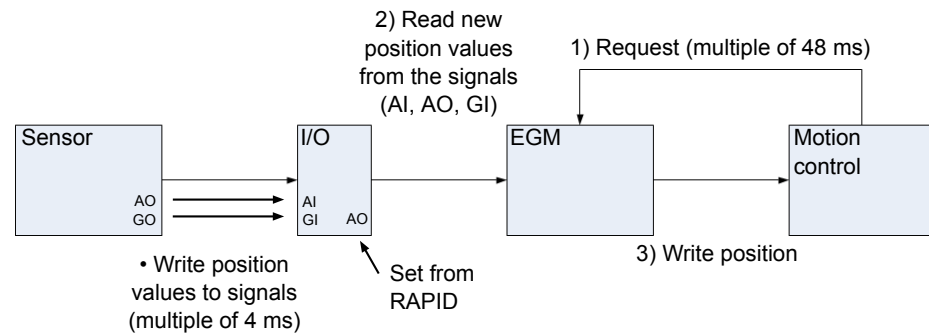 2) Read new
position values
from the signals
(AI, AO, GI)
1) Request (multiple of 48 ms)
Sensor
I/O
EGM
Motion
control
AO
GO
AI
GI
AO
• Write position
values to signals
(multiple of 4 ms)
Set from
RAPID
3) Write position